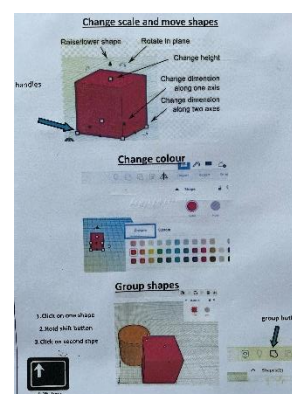 Change scale and move shapes
Raise/lower shape
Rotate in plane
Change height
handles
Change dimension
along one axis
Change dimension
along two axes
Change colour
Group shapes
1.Click on one shape
2.Hold shift button
3.Click on second shpe
group butt